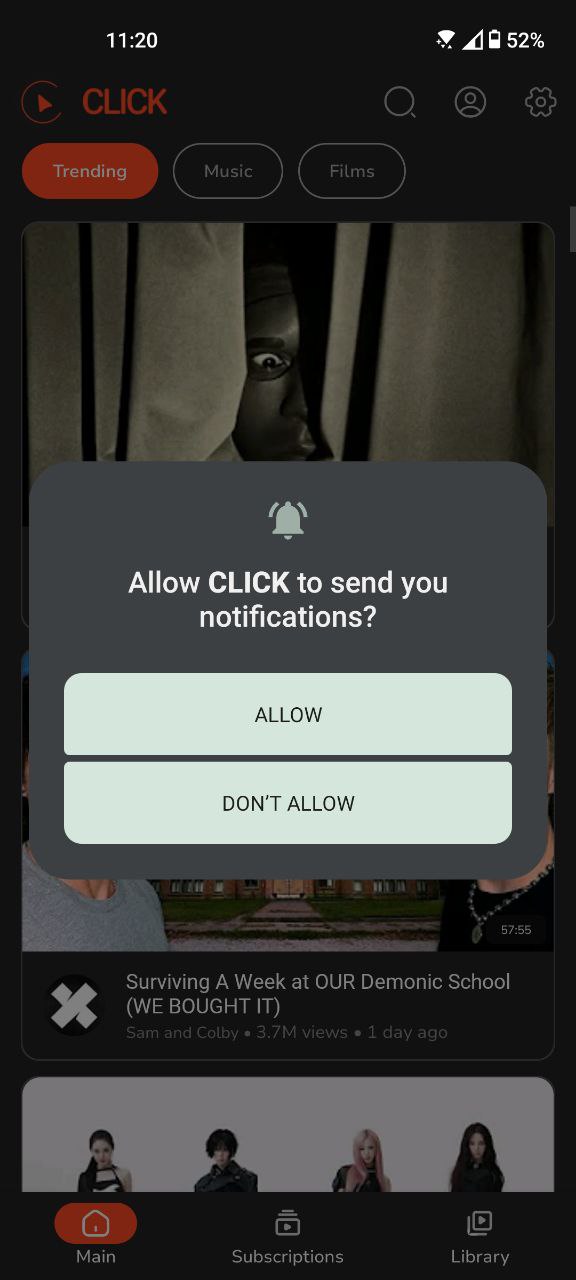 11:20
52%
CLICK
Trending
Music
Films
Allow CLICK to send you
notifications?
ALLOW
DON’T ALLOW
57:55
Surviving A Week at OUR Demonic School
(WE BOUGHT IT)
Sam and Colby • 3.7M views • 1 day ago
Main
Subscriptions
Library